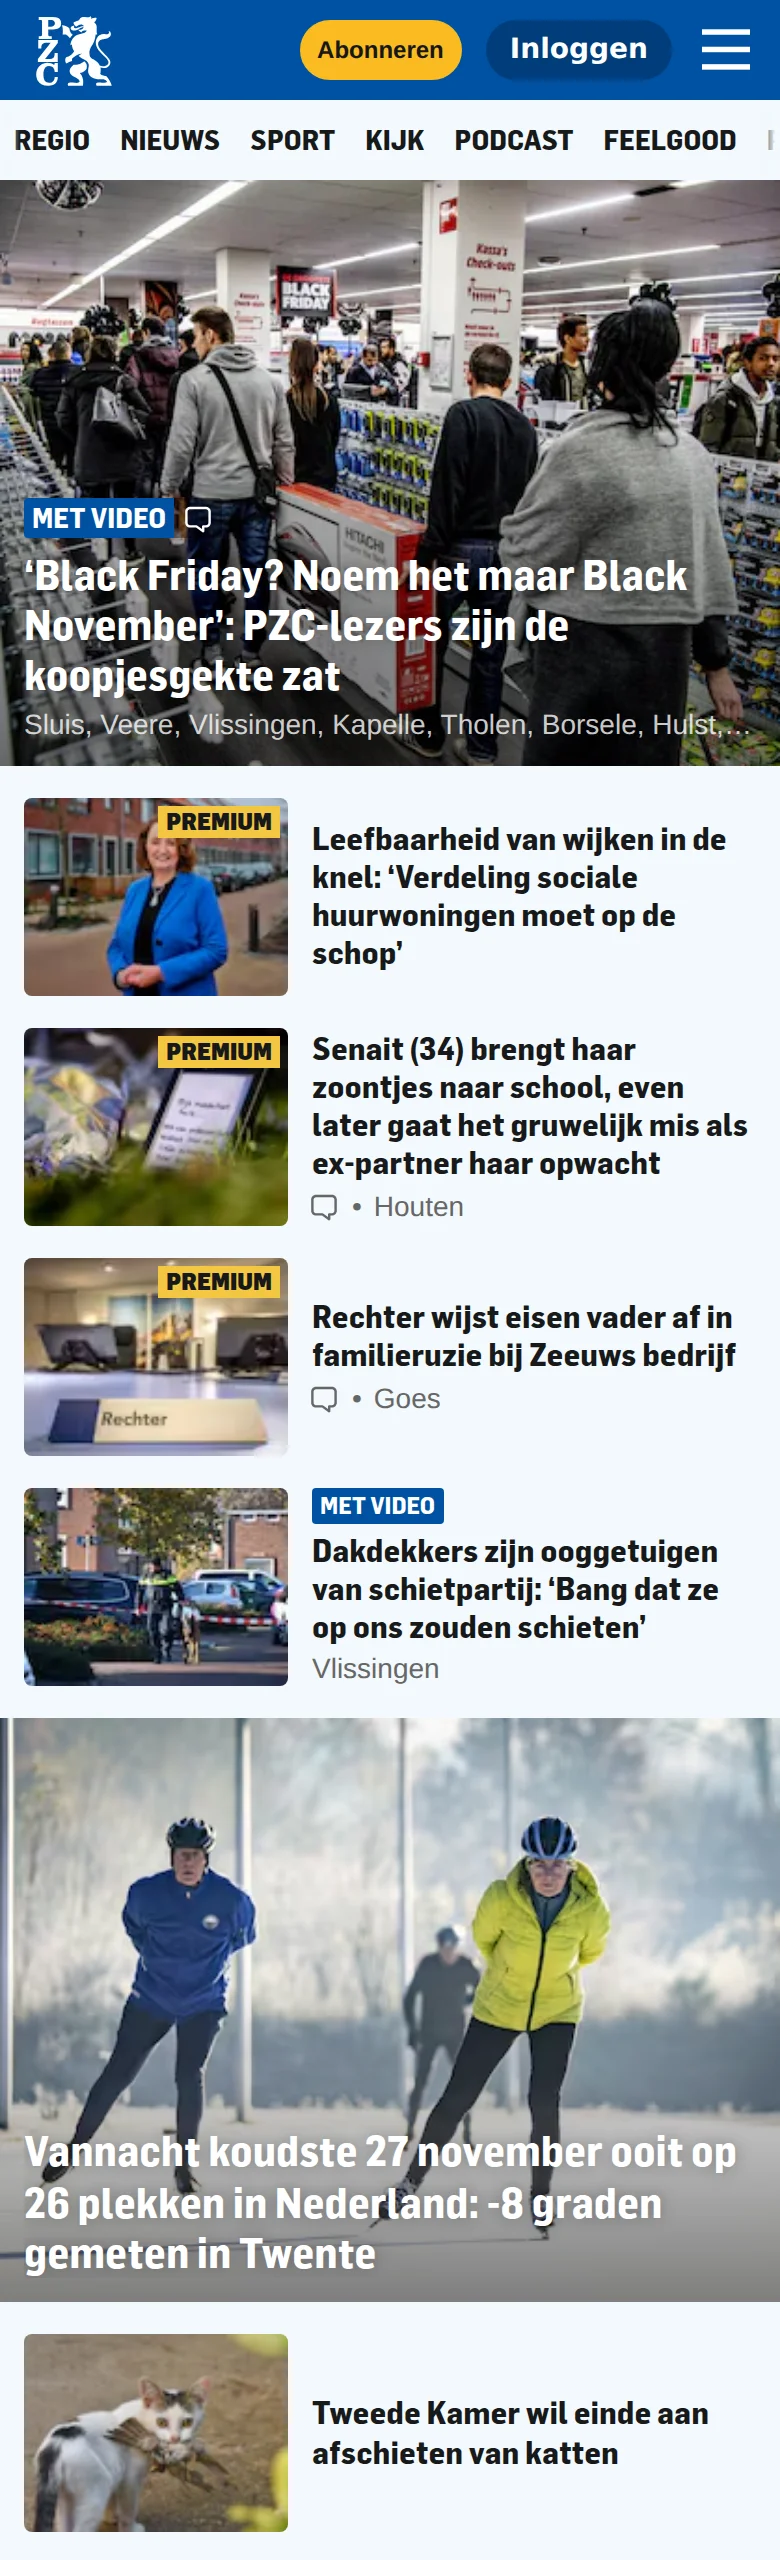 PZC
Abonneren
Inloggen
REGIO NIEUWS SPORT KIJK PODCAST FEELGOOD
Kassa's
Check-outs
BLACK
FRIDAY
HITACHI
MET VIDEO
‘Black Friday? Noem het maar Black
November’: PZC-lezers zijn de
koopjesgekte zat
Sluis, Veere, Vlissingen, Kapelle, Tholen, Borsele, Hulst,...
PREMIUM
Leefbaarheid van wijken in de
knel: ‘Verdeling sociale
huurwoningen moet op de
schop’
PREMIUM
Senait (34) brengt haar
zoontjes naar school, even
later gaat het gruwelijk mis als
ex-partner haar opwacht
• Houten
PREMIUM
Rechter
Rechter wijst eisen vader af in
familieruzie bij Zeeuws bedrijf
• Goes
MET VIDEO
Dakdekkers zijn ooggetuigen
van schietpartij: ‘Bang dat ze
op ons zouden schieten’
Vlissingen
Vannacht koudste 27 november ooit op
26 plekken in Nederland: -8 graden
gemeten in Twente
Tweede Kamer wil einde aan
afschieten van katten